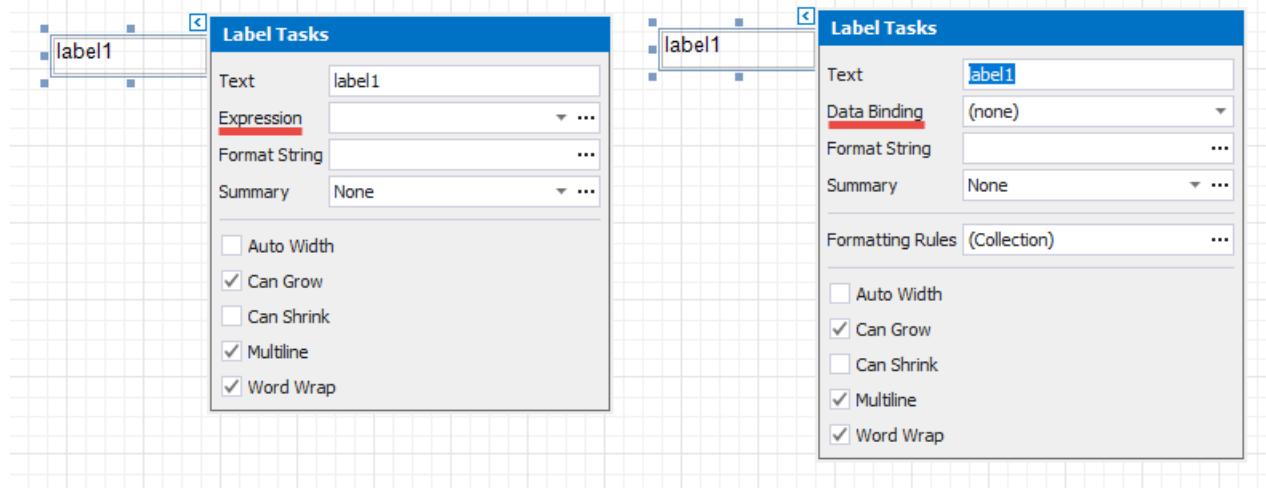 label1
Label Tasks
Text label1
Expression
Format String
Summary None
Auto Width
Can Grow
Can Shrink
Multiline
Word Wrap
label1
Label Tasks
Text label1
Data Binding (none)
Format String
Summary None
Formatting Rules (Collection)
Auto Width
Can Grow
Can Shrink
Multiline
Word Wrap